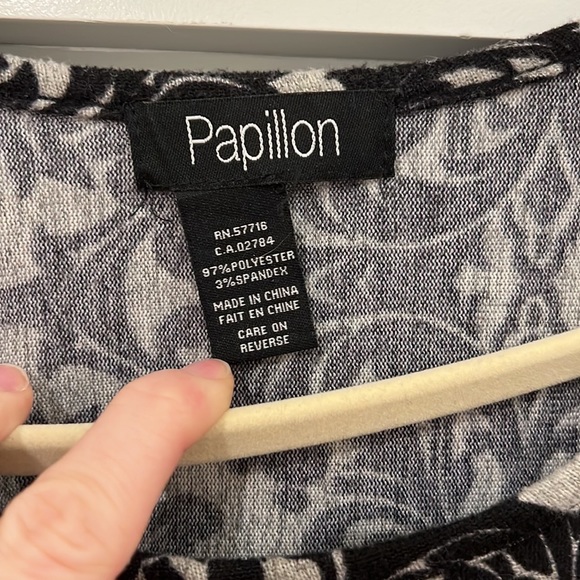 Papillon
RN.57716
C.A.02784
97%POLYESTER
3%SPANDEX
MADE IN CHINA
FAIT EN CHINE
CARE ON
REVERSE